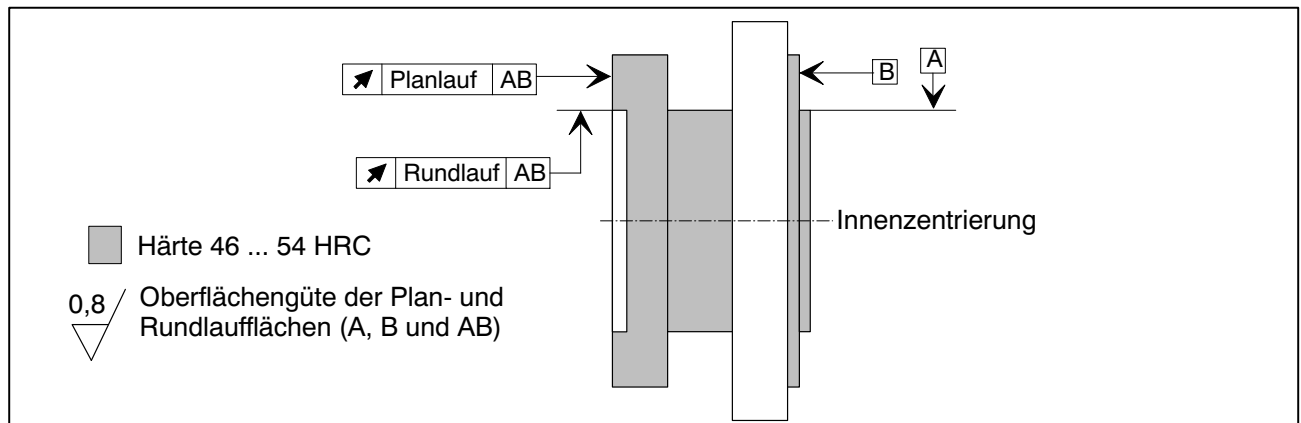 Planlauf AB
B
A
Rundlauf AB
Innenzentrierung
Härte 46 ... 54 HRC
0,8
Oberflächengüte der Plan- und
Rundlaufflächen (A, B und AB)